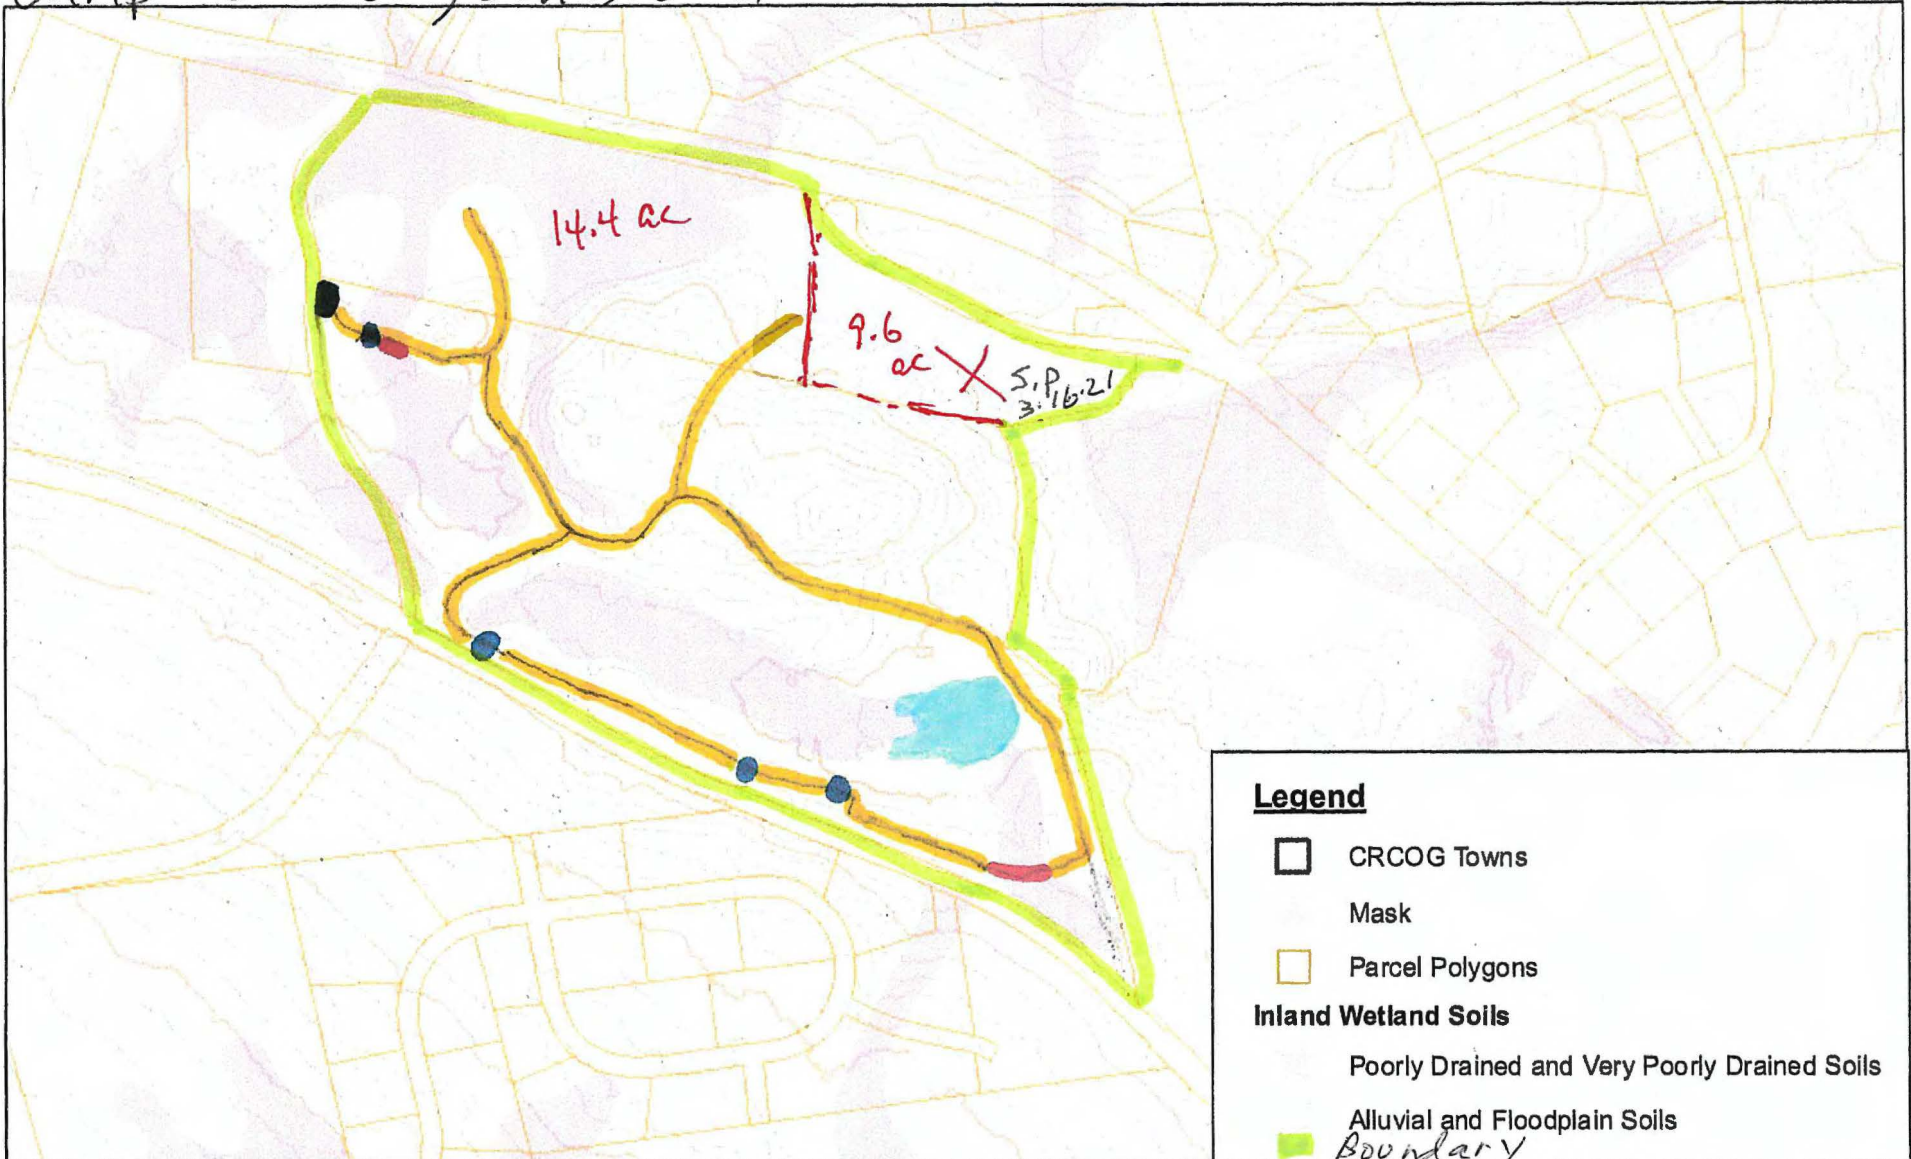 14.4 ac
9.6
ac
S.P
3.16.21
Legend
CRCOG Towns
Mask
Parcel Polygons
Inland Wetland Soils
Poorly Drained and Very Poorly Drained Soils
Alluvial and Floodplain Soils
Boundary